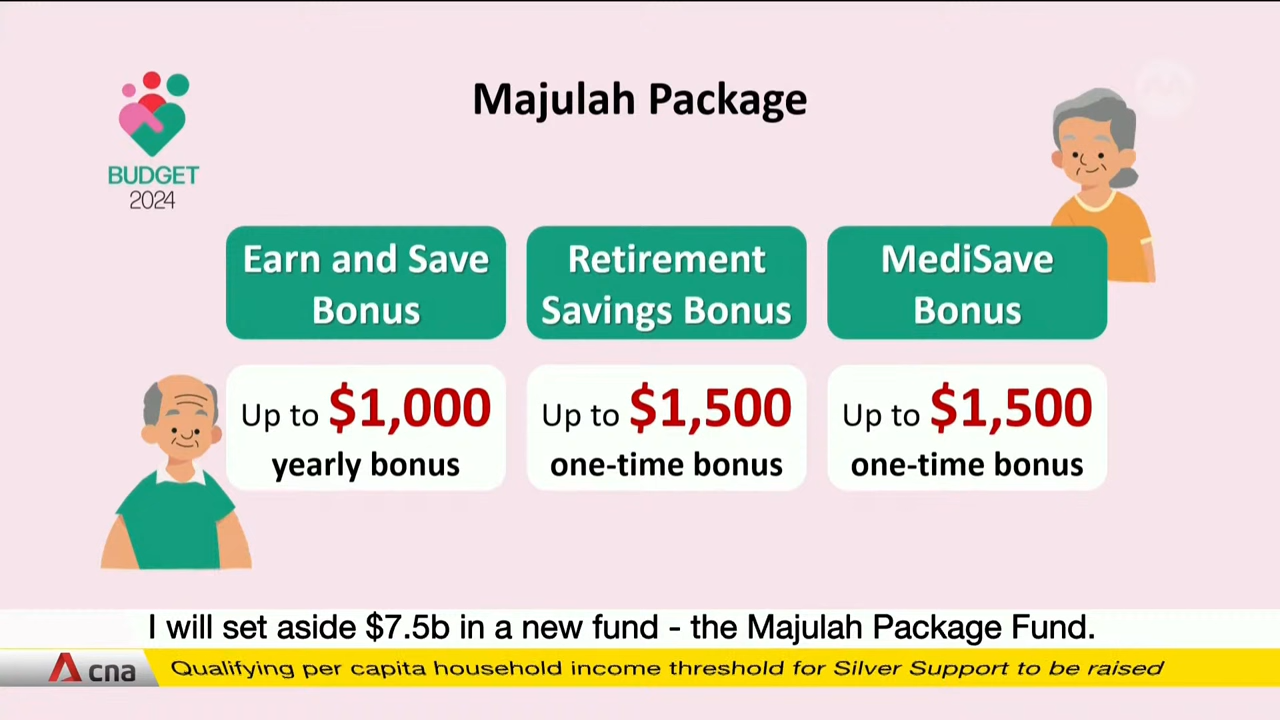 Majulah Package
BUDGET
2024
Earn and Save
Bonus
Up to $1,000
yearly bonus
Retirement
Savings Bonus
Up to $1,500
one-time bonus
MediSave
Bonus
Up to $1,500
one-time bonus
I will set aside $7.5b in a new fund - the Majulah Package Fund.
cna
Qualifying per capita household income threshold for Silver Support to be raised